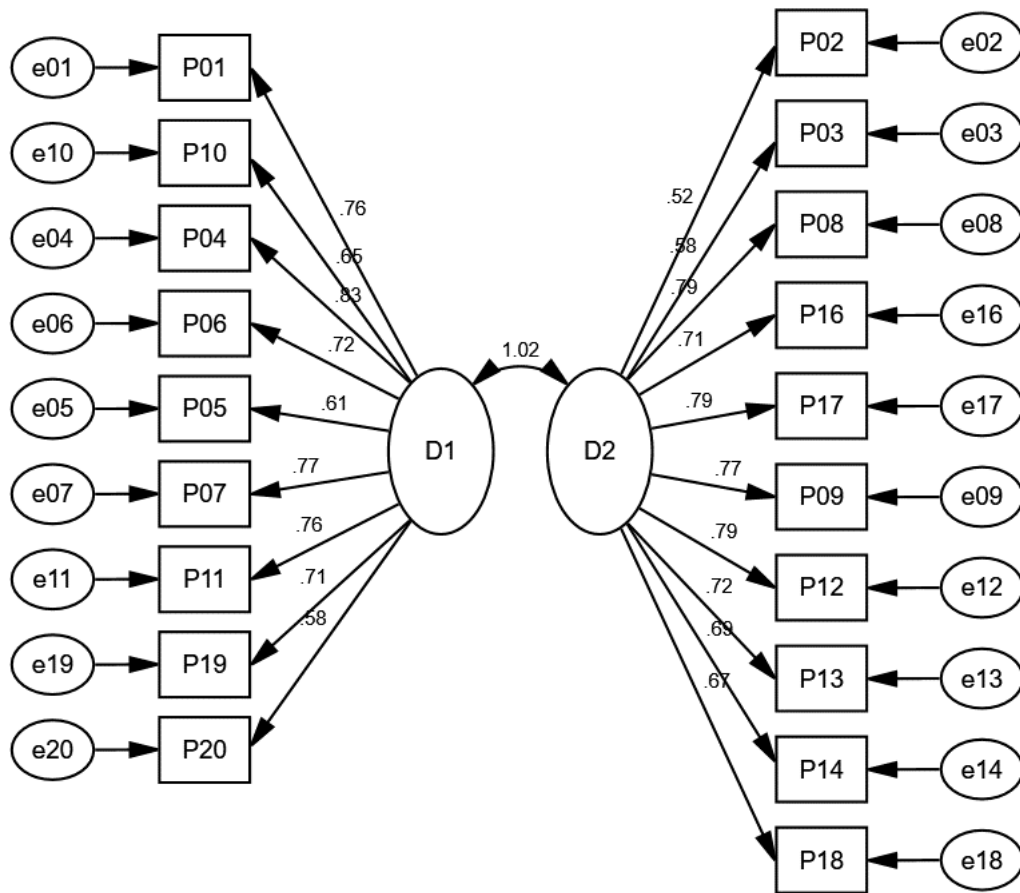 e01
P01
e10
P10
e04
P04
e06
P06
e05
P05
e07
P07
e11
P11
e19
P19
e20
P20
.76
.65
.83
.72
.61
.77
.76
.71
.58
D1
1.02
D2
.52
.58
.79
.71
.79
.77
.79
.72
.69
.67
P02
e02
P03
e03
P08
e08
P16
e16
P17
e17
P09
e09
P12
e12
P13
e13
P14
e14
P18
e18